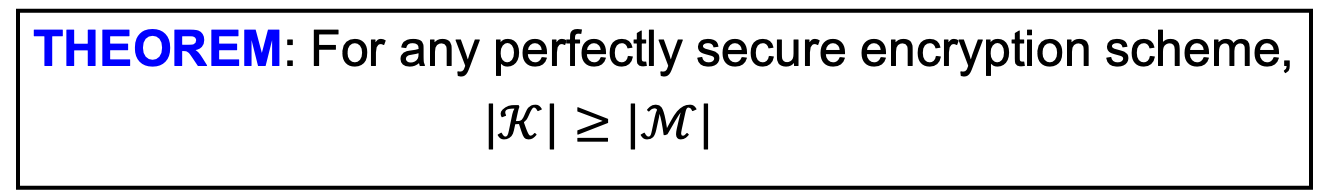 THEOREM: For any perfectly secure encryption scheme,
|𝒦| ≥ |ℳ|